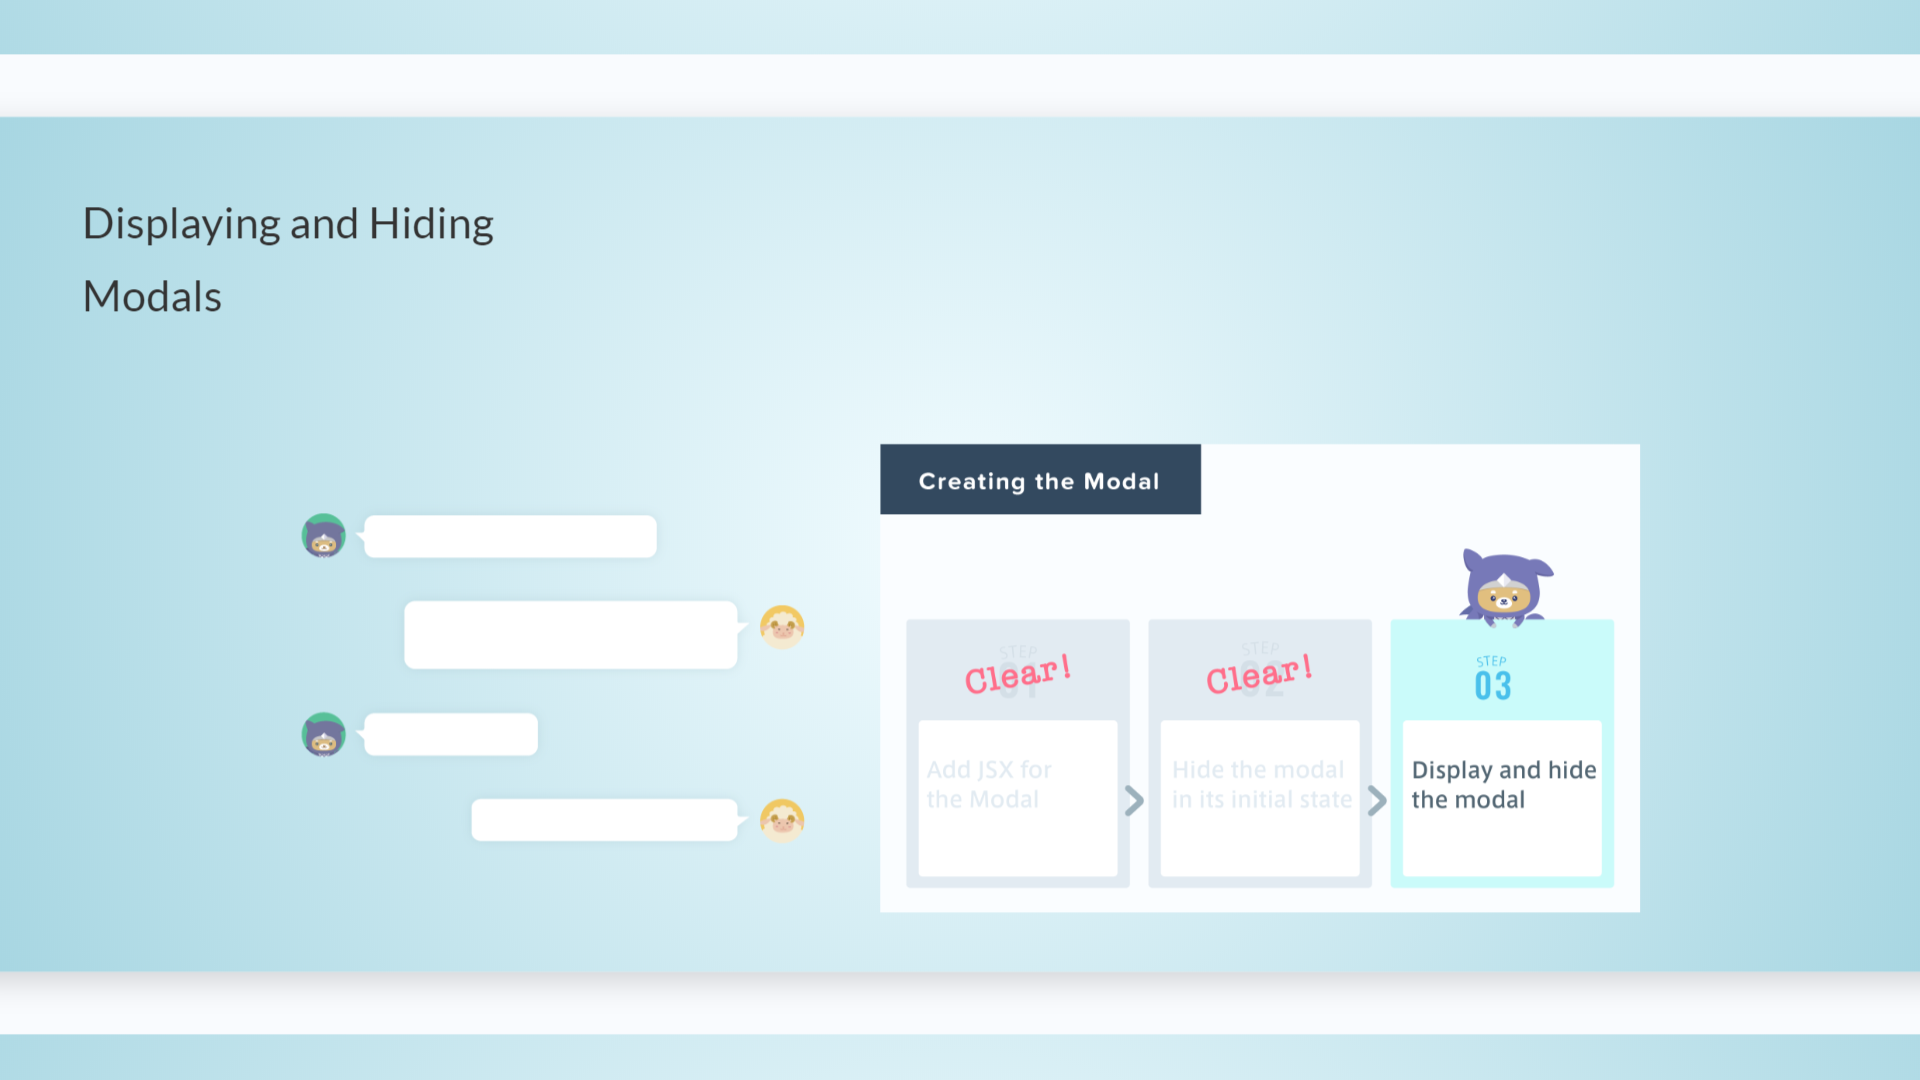 Displaying and Hiding
Modals
Creating the Modal
STEP
01
Clear!
Add JSX for
the Modal
STEP
02
Clear!
Hide the modal
in its initial state
STEP
03
Display and hide
the modal